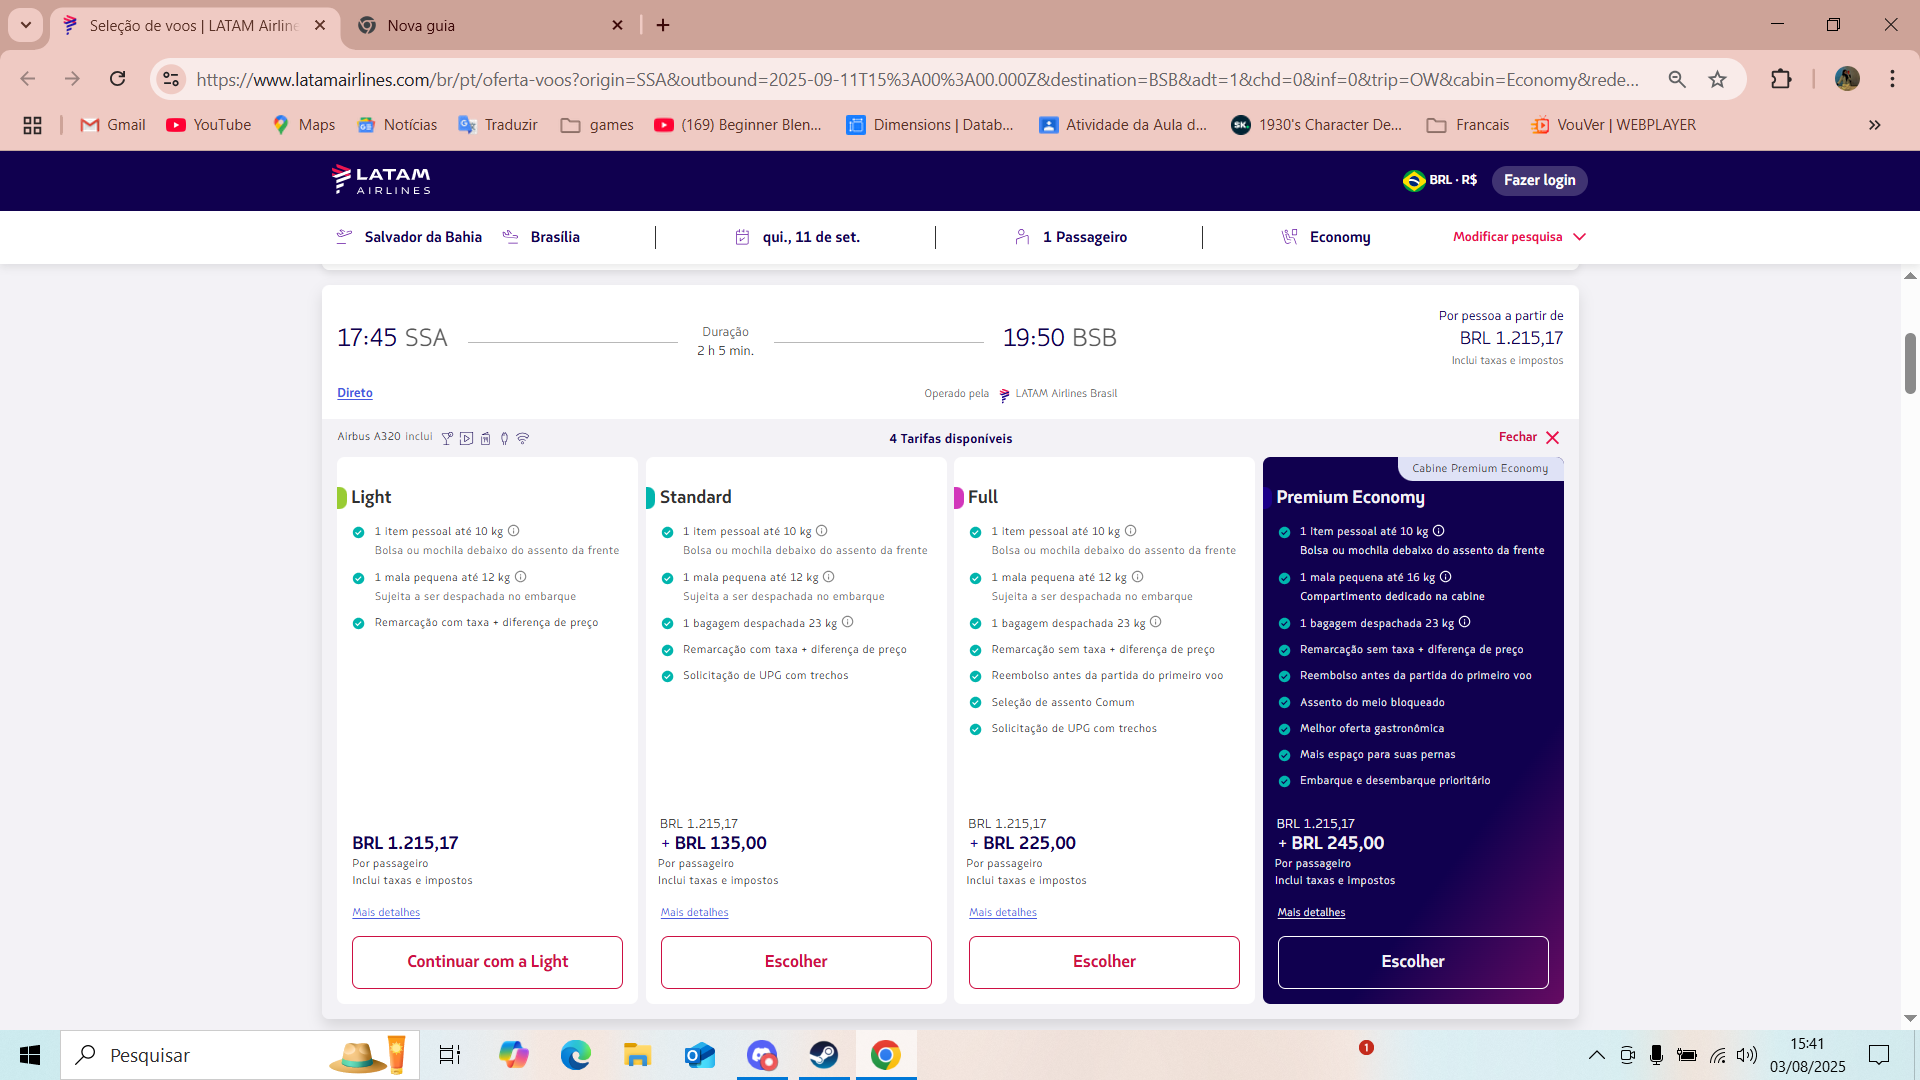 Seleção de voos | LATAM Airline
Nova guia
https://www.latamairlines.com/br/pt/oferta-voos?origin=SSA&outbound=2025-09-11T15%3A00%3A00.000Z&destination=BSB&adt=1&chd=0&inf=0&trip=OW&cabin=Economy&rede...
Gmail
YouTube
Maps
Notícias
Traduzir
games
(169) Beginner Blen...
Dimensions | Datab...
Atividade da Aula d...
1930's Character De...
Francais
VouVer | WEBPLAYER
»
LATAM
AIRLINES
BRL · R$
Fazer login
Salvador da Bahia
Brasília
qui., 11 de set.
1 Passageiro
Economy
Modificar pesquisa
17:45 SSA
Duração
2 h 5 min.
19:50 BSB
Por pessoa a partir de
BRL 1.215,17
Inclui taxas e impostos
Direto
Operado pela LATAM Airlines Brasil
Airbus A320 inclui
4 Tarifas disponíveis
Fechar
Light
1 item pessoal até 10 kg
Bolsa ou mochila debaixo do assento da frente
1 mala pequena até 12 kg
Sujeita a ser despachada no embarque
Remarcação com taxa + diferença de preço
BRL 1.215,17
Por passageiro
Inclui taxas e impostos
Mais detalhes
Continuar com a Light
Standard
1 item pessoal até 10 kg
Bolsa ou mochila debaixo do assento da frente
1 mala pequena até 12 kg
Sujeita a ser despachada no embarque
1 bagagem despachada 23 kg
Remarcação com taxa + diferença de preço
Solicitação de UPG com trechos
BRL 1.215,17
+ BRL 135,00
Por passageiro
Inclui taxas e impostos
Mais detalhes
Escolher
Full
1 item pessoal até 10 kg
Bolsa ou mochila debaixo do assento da frente
1 mala pequena até 12 kg
Sujeita a ser despachada no embarque
1 bagagem despachada 23 kg
Remarcação sem taxa + diferença de preço
Reembolso antes da partida do primeiro voo
Seleção de assento Comum
Solicitação de UPG com trechos
BRL 1.215,17
+ BRL 225,00
Por passageiro
Inclui taxas e impostos
Mais detalhes
Escolher
Cabine Premium Economy
Premium Economy
1 item pessoal até 10 kg
Bolsa ou mochila debaixo do assento da frente
1 mala pequena até 16 kg
Compartimento dedicado na cabine
1 bagagem despachada 23 kg
Remarcação sem taxa + diferença de preço
Reembolso antes da partida do primeiro voo
Assento do meio bloqueado
Melhor oferta gastronômica
Mais espaço para suas pernas
Embarque e desembarque prioritário
BRL 1.215,17
+ BRL 245,00
Por passageiro
Inclui taxas e impostos
Mais detalhes
Escolher
Pesquisar
1
15:41
03/08/2025